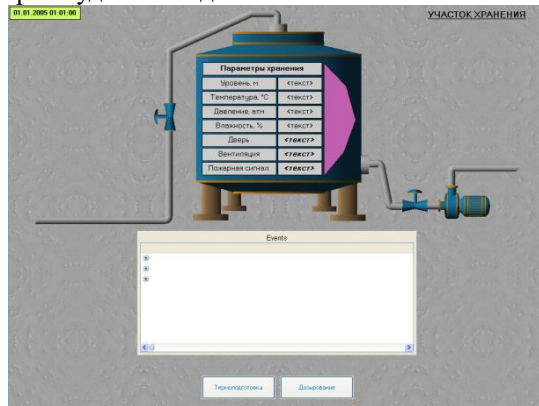 01.01.2005 01:01:00
УЧАСТОК ХРАНЕНИЯ
Параметры хранения
Уровень, м <текст>
Температура, °С <текст>
Давление, атм <текст>
Влажность, % <текст>
Дверь <текст>
Вентиляция <текст>
Пожарная сигнал. <текст>
Events
Термоподготовка
Дозирование